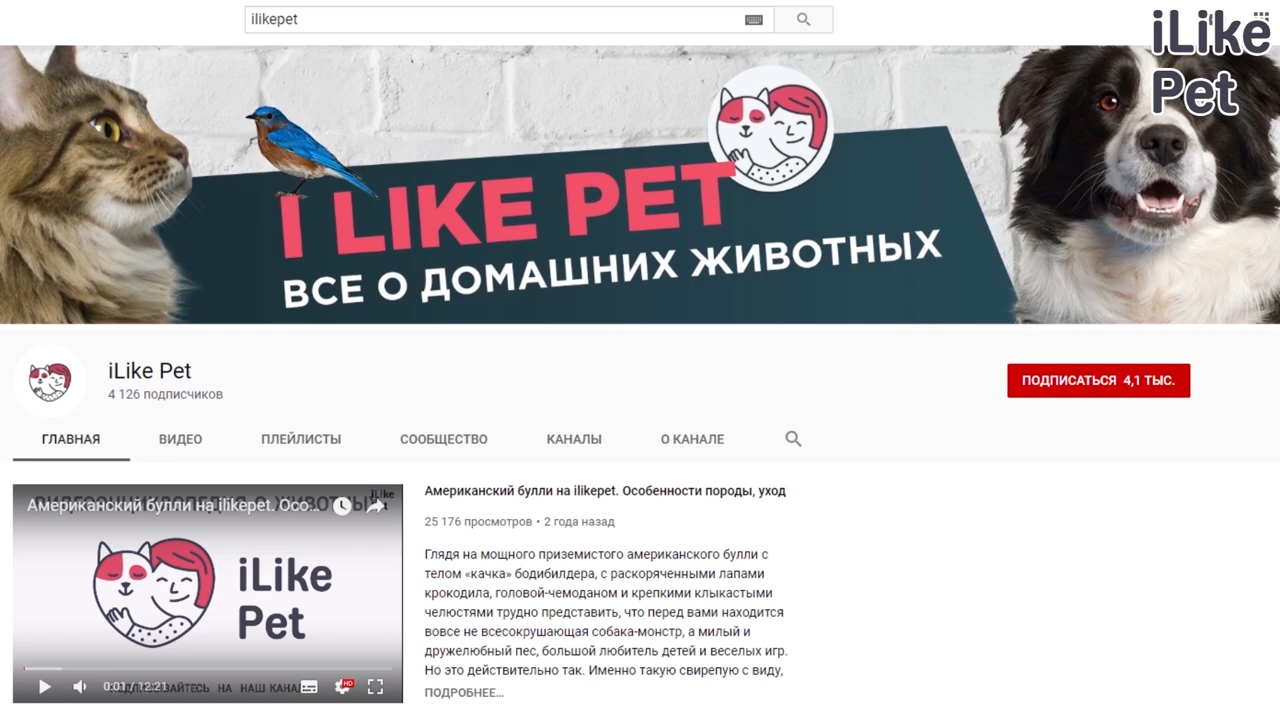 ilikepet
iLike
Pet
I LIKE PET
ВСЕ О ДОМАШНИХ ЖИВОТНЫХ
iLike Pet
4 126 подписчиков
ПОДПИСАТЬСЯ 4,1 ТЫС.
ГЛАВНАЯ ВИДЕО ПЛЕЙЛИСТЫ СООБЩЕСТВО КАНАЛЫ О КАНАЛЕ
Американский булли на ilikepet. Осо...
iLike
Pet
0:01 / 12:21
HD
Американский булли на ilikepet. Особенности породы, уход
25 176 просмотров • 2 года назад
Глядя на мощного приземистого американского булли с
телом «качка» бодибилдера, с раскоряченными лапами
крокодила, головой-чемоданом и крепкими клыкастыми
челюстями трудно представить, что перед вами находится
вовсе не всесокрушающая собака-монстр, а милый и
дружелюбный пес, большой любитель детей и веселых игр.
Но это действительно так. Именно такую свирепую с виду,
ПОДРОБНЕЕ...